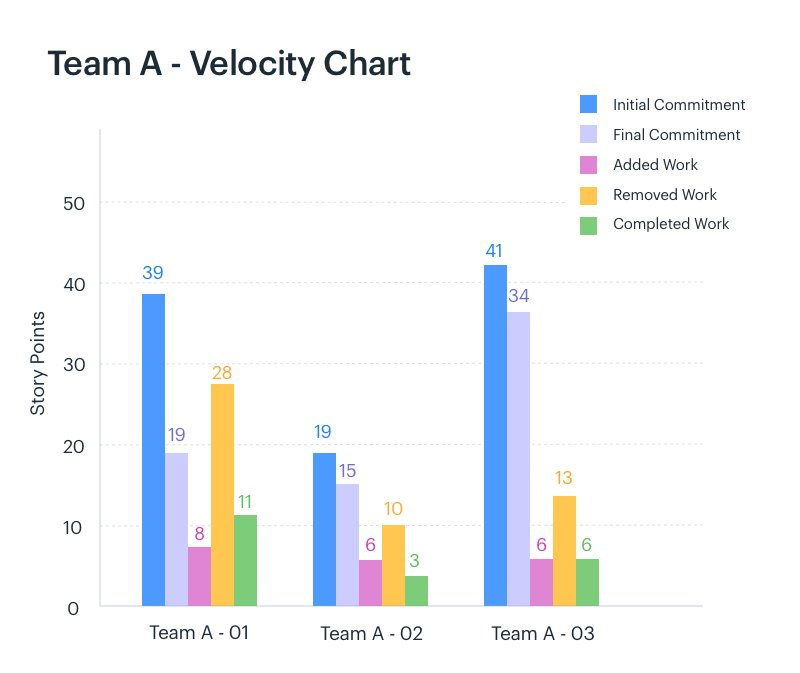 Team A - Velocity Chart
Initial Commitment
Final Commitment
Added Work
Removed Work
Completed Work
Story Points
50
40
30
20
10
0
39
19
8
28
11
19
15
6
10
3
41
34
6
13
6
Team A - 01
Team A - 02
Team A - 03